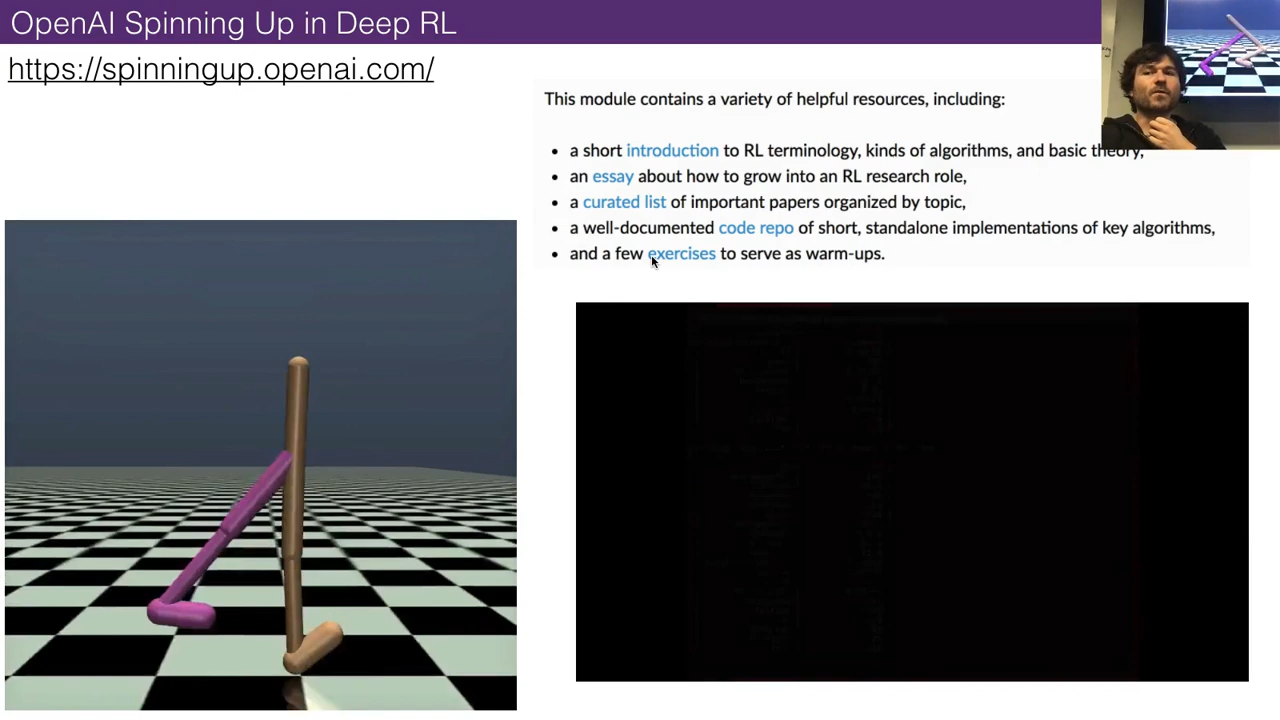 OpenAI Spinning Up in Deep RL
https://spinningup.openai.com/
This module contains a variety of helpful resources, including:
• a short introduction to RL terminology, kinds of algorithms, and basic theory,
• an essay about how to grow into an RL research role,
• a curated list of important papers organized by topic,
• a well-documented code repo of short, standalone implementations of key algorithms,
• and a few exercises to serve as warm-ups.